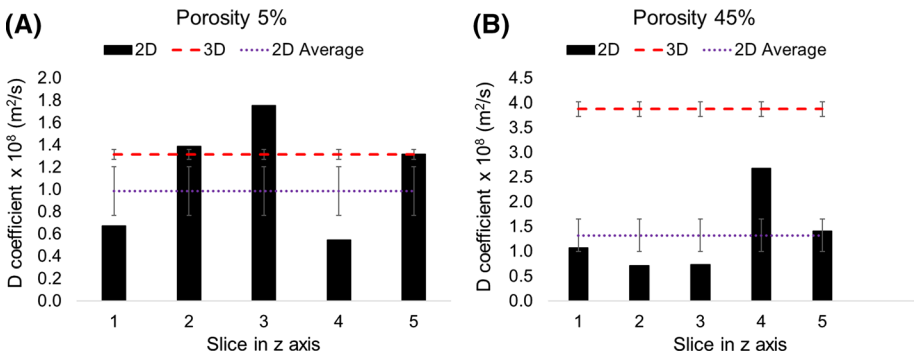 (A) Porosity 5%
2D 3D 2D Average
D coefficient x 10⁸ (m²/s)
2.0
1.8
1.6
1.4
1.2
1.0
0.8
0.6
0.4
0.2
0.0
1 2 3 4 5
Slice in z axis
(B) Porosity 45%
2D 3D 2D Average
D coefficient x 10⁸ (m²/s)
4.5
4.0
3.5
3.0
2.5
2.0
1.5
1.0
0.5
0.0
1 2 3 4 5
Slice in z axis